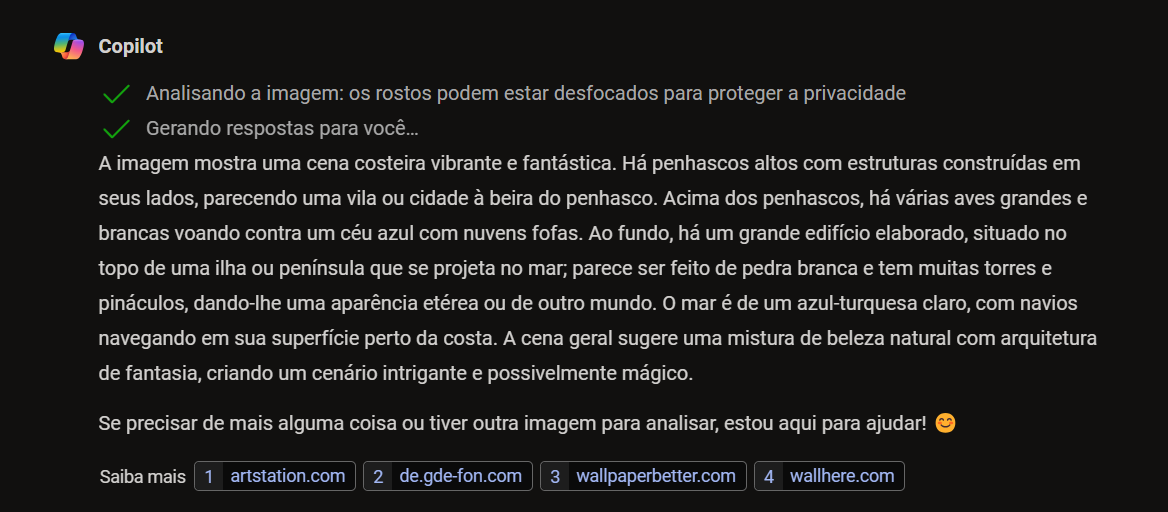 Copilot
Analisando a imagem: os rostos podem estar desfocados para proteger a privacidade
Gerando respostas para você…
A imagem mostra uma cena costeira vibrante e fantástica. Há penhascos altos com estruturas construídas em
seus lados, parecendo uma vila ou cidade à beira do penhasco. Acima dos penhascos, há várias aves grandes e
brancas voando contra um céu azul com nuvens fofas. Ao fundo, há um grande edifício elaborado, situado no
topo de uma ilha ou península que se projeta no mar; parece ser feito de pedra branca e tem muitas torres e
pináculos, dando-lhe uma aparência etérea ou de outro mundo. O mar é de um azul-turquesa claro, com navios
navegando em sua superfície perto da costa. A cena geral sugere uma mistura de beleza natural com arquitetura
de fantasia, criando um cenário intrigante e possivelmente mágico.
Se precisar de mais alguma coisa ou tiver outra imagem para analisar, estou aqui para ajudar! 😊
Saiba mais 1 artstation.com 2 de.gde-fon.com 3 wallpaperbetter.com 4 wallhere.com